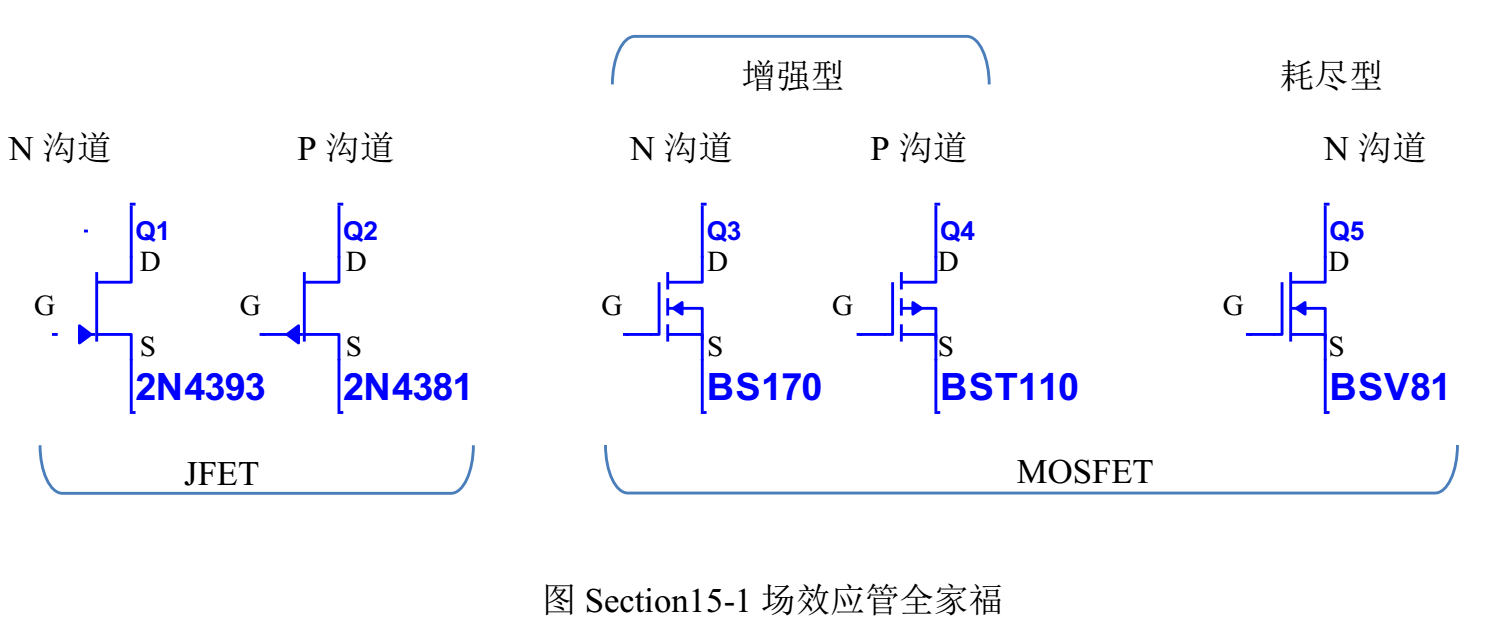 增强型 耗尽型
N 沟道 P 沟道 N 沟道 P 沟道 N 沟道
Q1 Q2 Q3 Q4 Q5
D D D D D
G G G G G
S S S S S
2N4393 2N4381 BS170 BST110 BSV81
JFET MOSFET
图 Section15-1 场效应管全家福